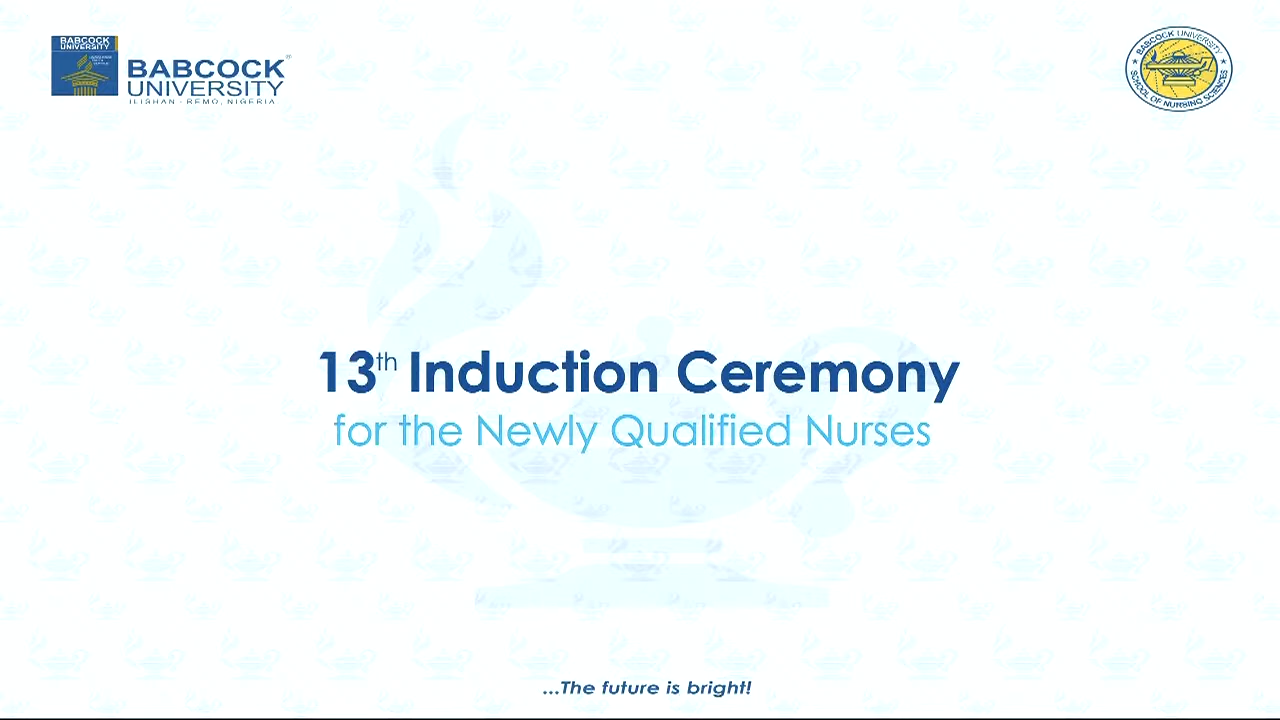 BABCOCK
UNIVERSITY
BABCOCK
UNIVERSITY
ILISHAN - REMO, NIGERIA.
BABCOCK UNIVERSITY
SCHOOL OF NURSING SCIENCES
13th Induction Ceremony
for the Newly Qualified Nurses
...The future is bright!